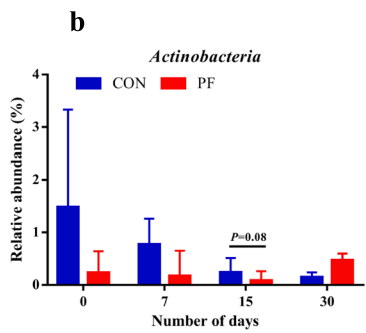 b
Actinobacteria
CON PF
Relative abundance (%)
4
3
2
1
0
P=0.08
0 7 15 30
Number of days